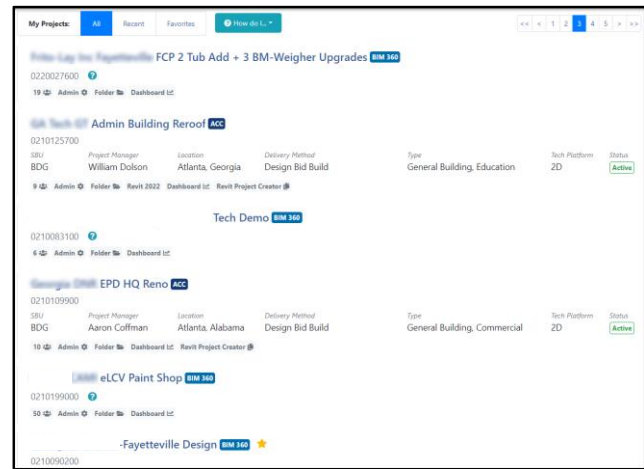 My Projects: All Recent Favorites How do I... << < 1 2 3 4 5 > >>
FCP 2 Tub Add + 3 BM-Weigher Upgrades BIM 360
0220027600
19 Admin Folder Dashboard
Admin Building Reroof ACC
0210125700
SBU Project Manager Location Delivery Method Type Tech Platform Status
BDG William Dolson Atlanta, Georgia Design Bid Build General Building, Education 2D Active
9 Admin Folder Revit 2022 Dashboard Revit Project Creator
Tech Demo BIM 360
0210083100
6 Admin Folder Dashboard
EPD HQ Reno ACC
0210109900
SBU Project Manager Location Delivery Method Type Tech Platform Status
BDG Aaron Coffman Atlanta, Alabama Design Bid Build General Building, Commercial 2D Active
10 Admin Folder Dashboard Revit Project Creator
eLCV Paint Shop BIM 360
0210199000
50 Admin Folder Dashboard
-Fayetteville Design BIM 360
0210090200